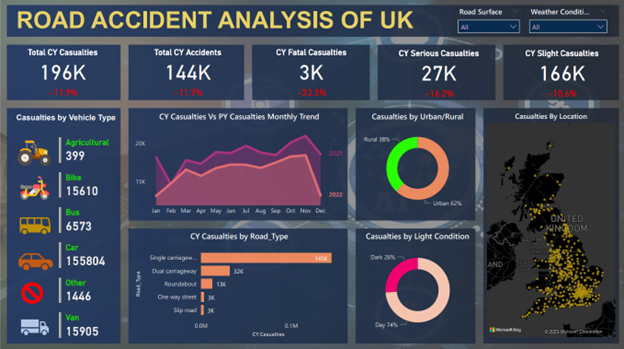 ROAD ACCIDENT ANALYSIS OF UK
Road Surface
All
Weather Conditi...
All
Total CY Casualties
196K
-11.9%
Total CY Accidents
144K
-11.7%
CY Fatal Casualties
3K
-33.3%
CY Serious Casualties
27K
-16.2%
CY Slight Casualties
166K
-10.6%
Casualties by Vehicle Type
Agricultural
399
Bike
15610
Bus
6573
Car
155804
Other
1446
Van
15905
CY Casualties Vs PY Casualties Monthly Trend
20K
15K
2021
2022
Jan Feb Mar Apr May Jun Jul Aug Sep Oct Nov Dec
CY Casualties by Road_Type
Road_Type
Single carriagew...
Dual carriageway
32K
Roundabout
13K
One way street
3K
Slip road
3K
0.0M 0.1M
CY Casualties
Casualties by Urban/Rural
Rural 38%
Urban 62%
Casualties by Light Condition
Dark 26%
Day 74%
Casualties By Location
UNITED
KINGDOM
AND
Microsoft Bing
Microsoft Corporation